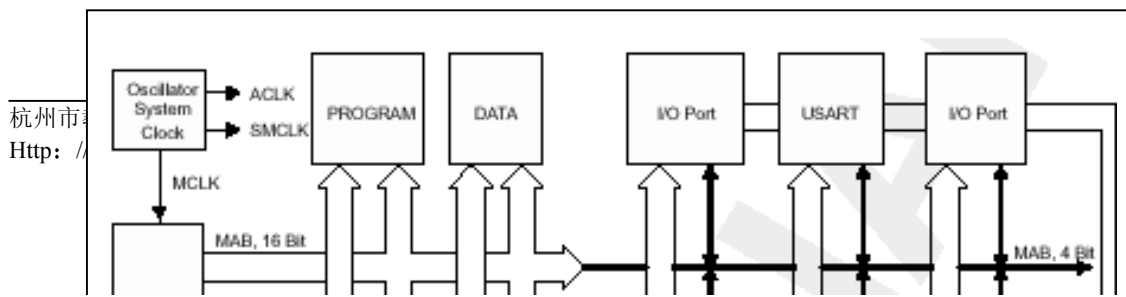 Oscillator
System
Clock
ACLK
SMCLK
PROGRAM
DATA
I/O Port
USART
I/O Port
杭州市
Http：//
MCLK
MAB, 16 Bit
MAB, 4 Bit